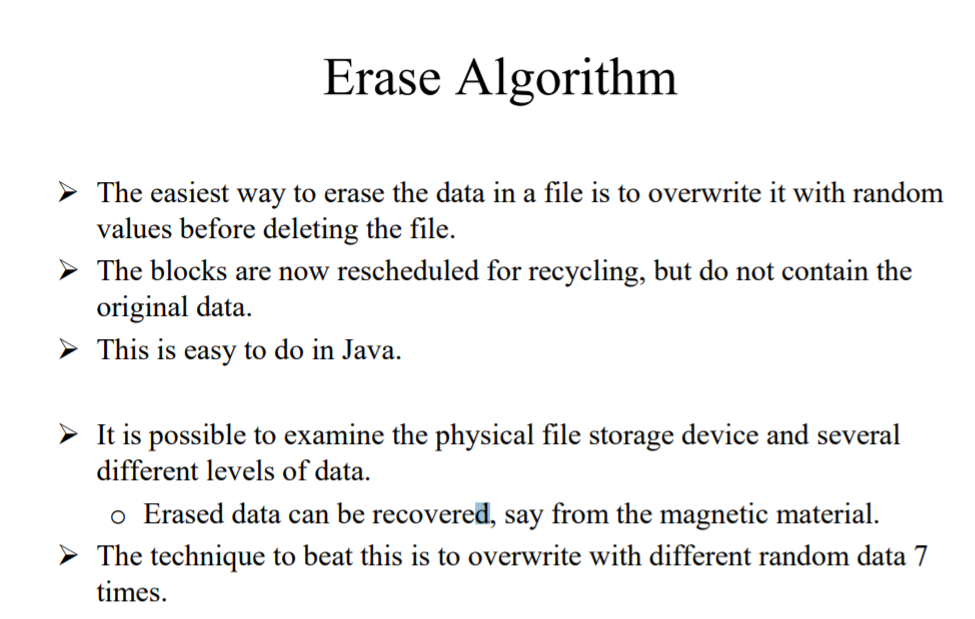 Erase Algorithm
➢ The easiest way to erase the data in a file is to overwrite it with random
values before deleting the file.
➢ The blocks are now rescheduled for recycling, but do not contain the
original data.
➢ This is easy to do in Java.
➢ It is possible to examine the physical file storage device and several
different levels of data.
o Erased data can be recovered, say from the magnetic material.
➢ The technique to beat this is to overwrite with different random data 7
times.